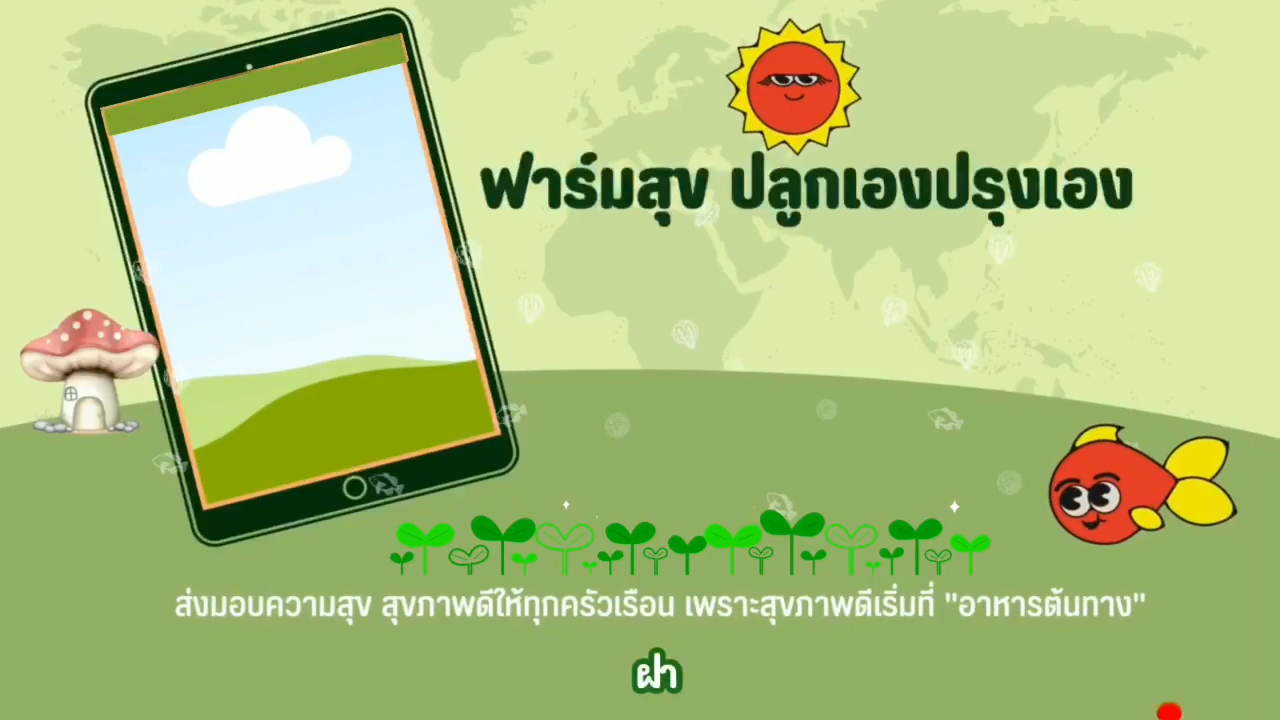 ฟาร์มสุข ปลูกเองปรุงเอง
ส่งมอบความสุข สุขภาพดีให้ทุกครัวเรือน เพราะสุขภาพดีเริ่มที่ "อาหารต้นทาง"
ฝา